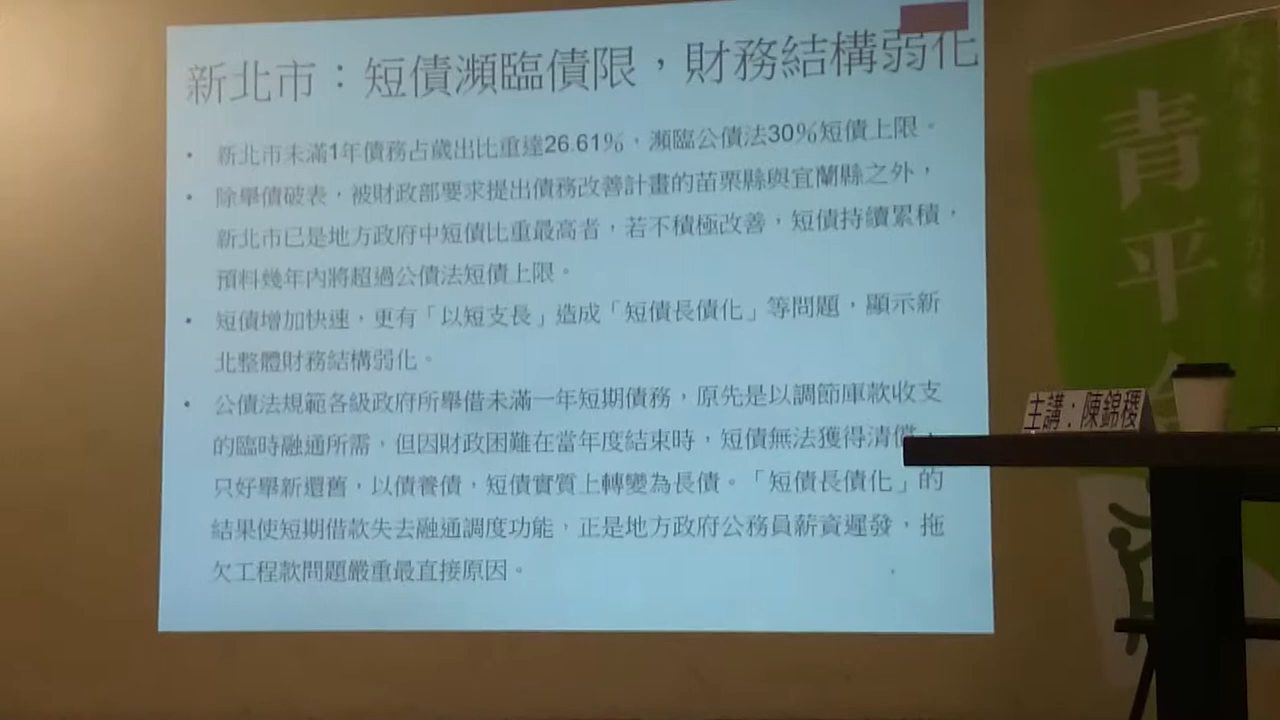 新北市：短債瀕臨債限，財務結構弱化
• 新北市未滿1年債務占歲出比重達26.61%，瀕臨公債法30%短債上限。
• 除舉債破表，被財政部要求提出債務改善計畫的苗栗縣與宜蘭縣之外，
新北市已是地方政府中短債比重最高者，若不積極改善，短債持續累積，
預料幾年內將超過公債法短債上限。
• 短債增加快速，更有「以短支長」造成「短債長債化」等問題，顯示新
北整體財務結構弱化。
• 公債法規範各級政府所舉借未滿一年短期債務，原先是以調節庫款收支
的臨時融通所需，但因財政困難在當年度結束時，短債無法獲得清償，
只好舉新還舊，以債養債，短債實質上轉變為長債。「短債長債化」的
結果使短期借款失去融通調度功能，正是地方政府公務員薪資遲發，拖
欠工程款問題嚴重最直接原因。
青平
主講：陳錦稷